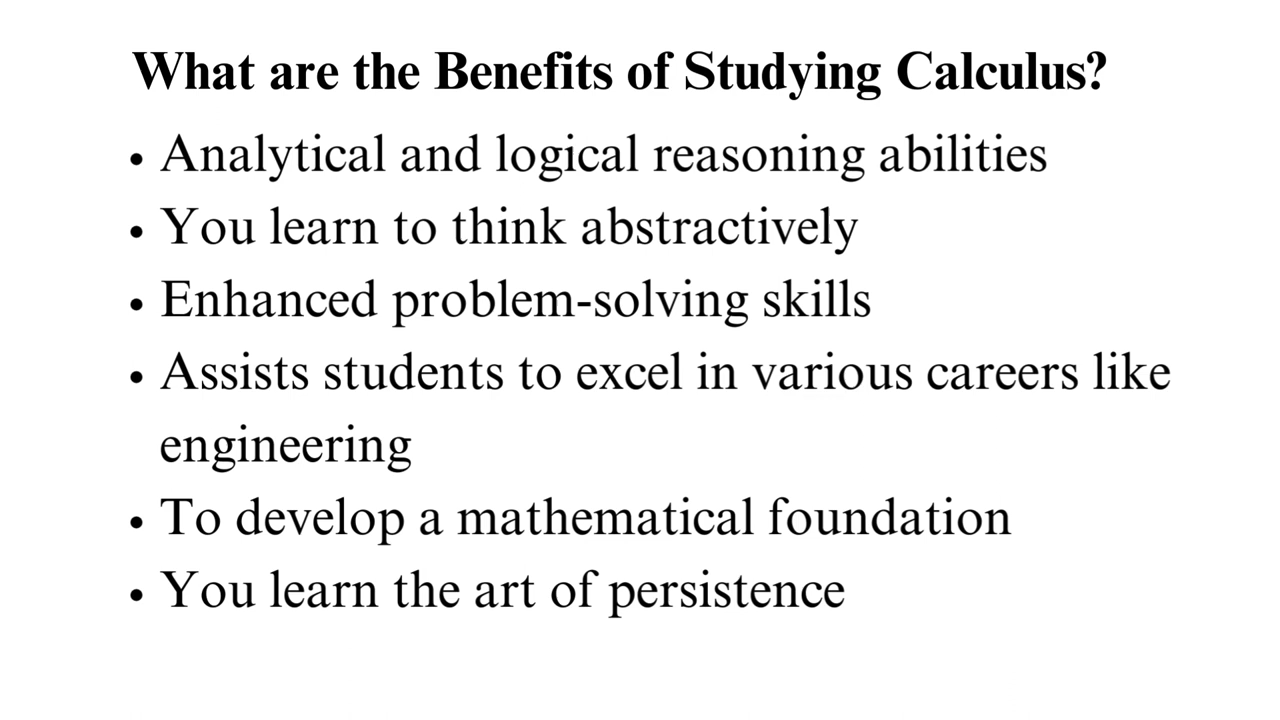 What are the Benefits of Studying Calculus?
• Analytical and logical reasoning abilities
• You learn to think abstractively
• Enhanced problem-solving skills
• Assists students to excel in various careers like
engineering
• To develop a mathematical foundation
• You learn the art of persistence